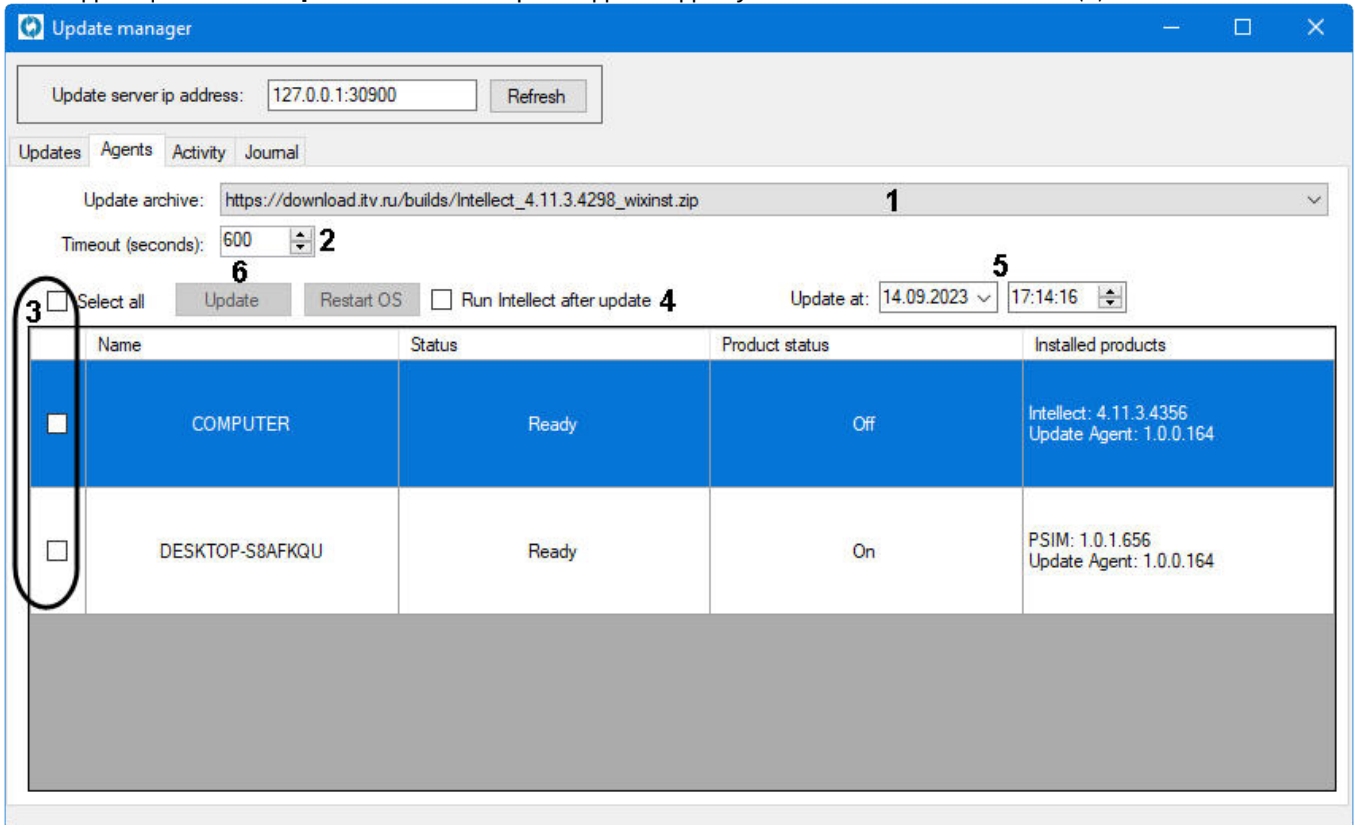 Update manager
Update server ip address: 127.0.0.1:30900 Refresh
Updates Agents Activity Journal
Update archive: https://download.itv.ru/builds/Intellect_4.11.3.4298_wixinst.zip 1
Timeout (seconds): 600 2
6 5
3 Select all Update Restart OS Run Intellect after update 4 Update at: 14.09.2023 17:14:16
Name Status Product status Installed products
COMPUTER Ready Off Intellect: 4.11.3.4356
Update Agent: 1.0.0.164
DESKTOP-S8AFKQU Ready On PSIM: 1.0.1.656
Update Agent: 1.0.0.164